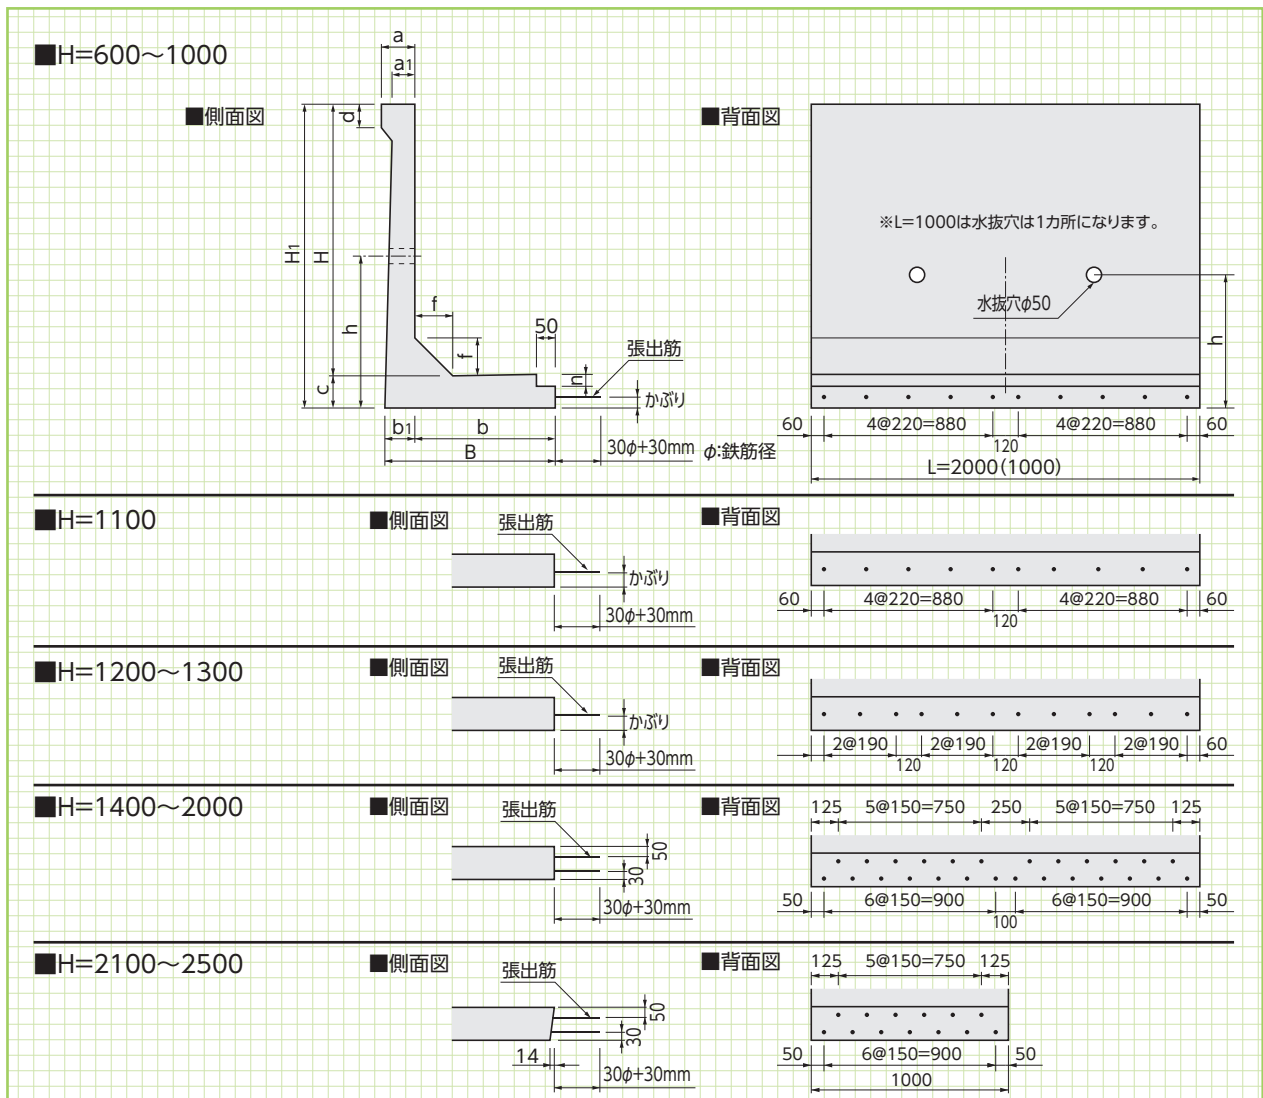 ■H=600～1000
■側面図
a
a1
d
H1
H
h
c
f
f
50
n
張出筋
かぶり
b1
b
B
30φ+30mm
φ:鉄筋径
■背面図
※L=1000は水抜穴は1カ所になります。
水抜穴φ50
h
60
4@220=880
120
4@220=880
60
L=2000(1000)
■H=1100
■側面図
張出筋
かぶり
30φ+30mm
■背面図
60
4@220=880
120
4@220=880
60
■H=1200～1300
■側面図
張出筋
かぶり
30φ+30mm
■背面図
2@190
120
2@190
120
2@190
120
2@190
60
■H=1400～2000
■側面図
張出筋
50
30
30φ+30mm
■背面図
125
5@150=750
250
5@150=750
125
50
6@150=900
100
6@150=900
50
■H=2100～2500
■側面図
張出筋
50
30
14
30φ+30mm
■背面図
125
5@150=750
125
50
6@150=900
50
1000